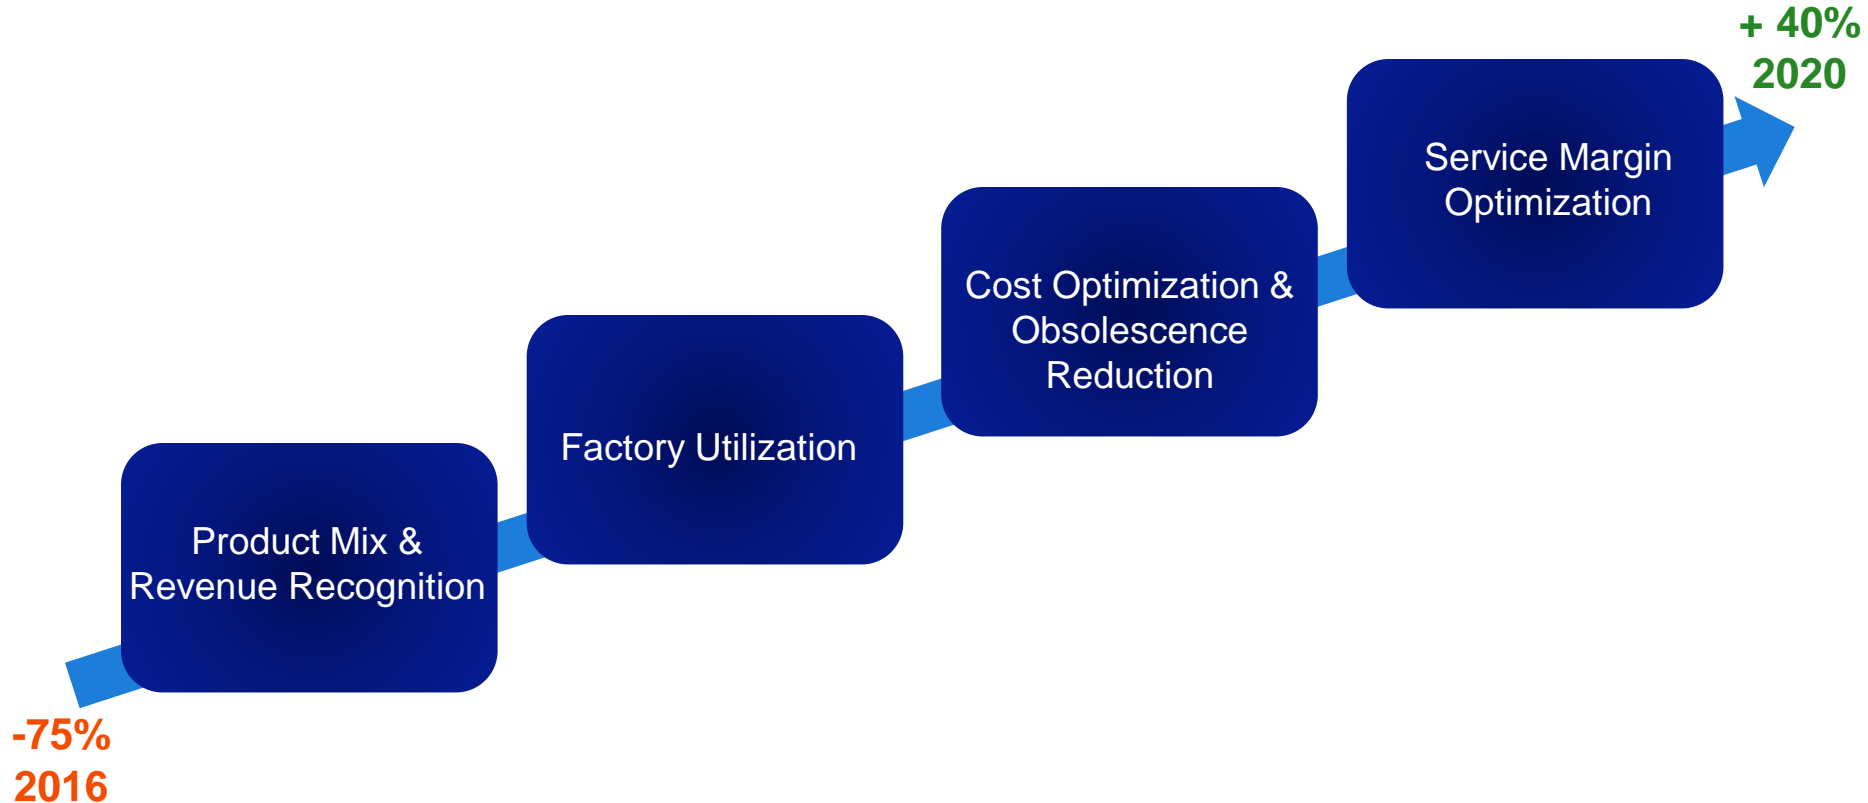 + 40%
2020
Service Margin
Optimization
Cost Optimization &
Obsolescence
Reduction
Factory Utilization
Product Mix &
Revenue Recognition
-75%
2016